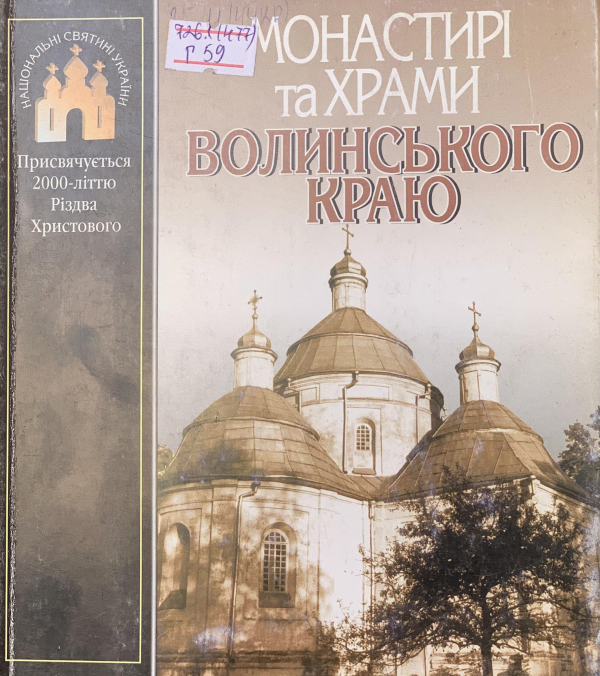 НАЦІОНАЛЬНІ СВЯТИНІ УКРАЇНИ
Присвячується
2000-літтю
Різдва
Христового
726.1(477)
Г 59
МОНАСТИРІ
та ХРАМИ
ВОЛИНСЬКОГО
КРАЮ